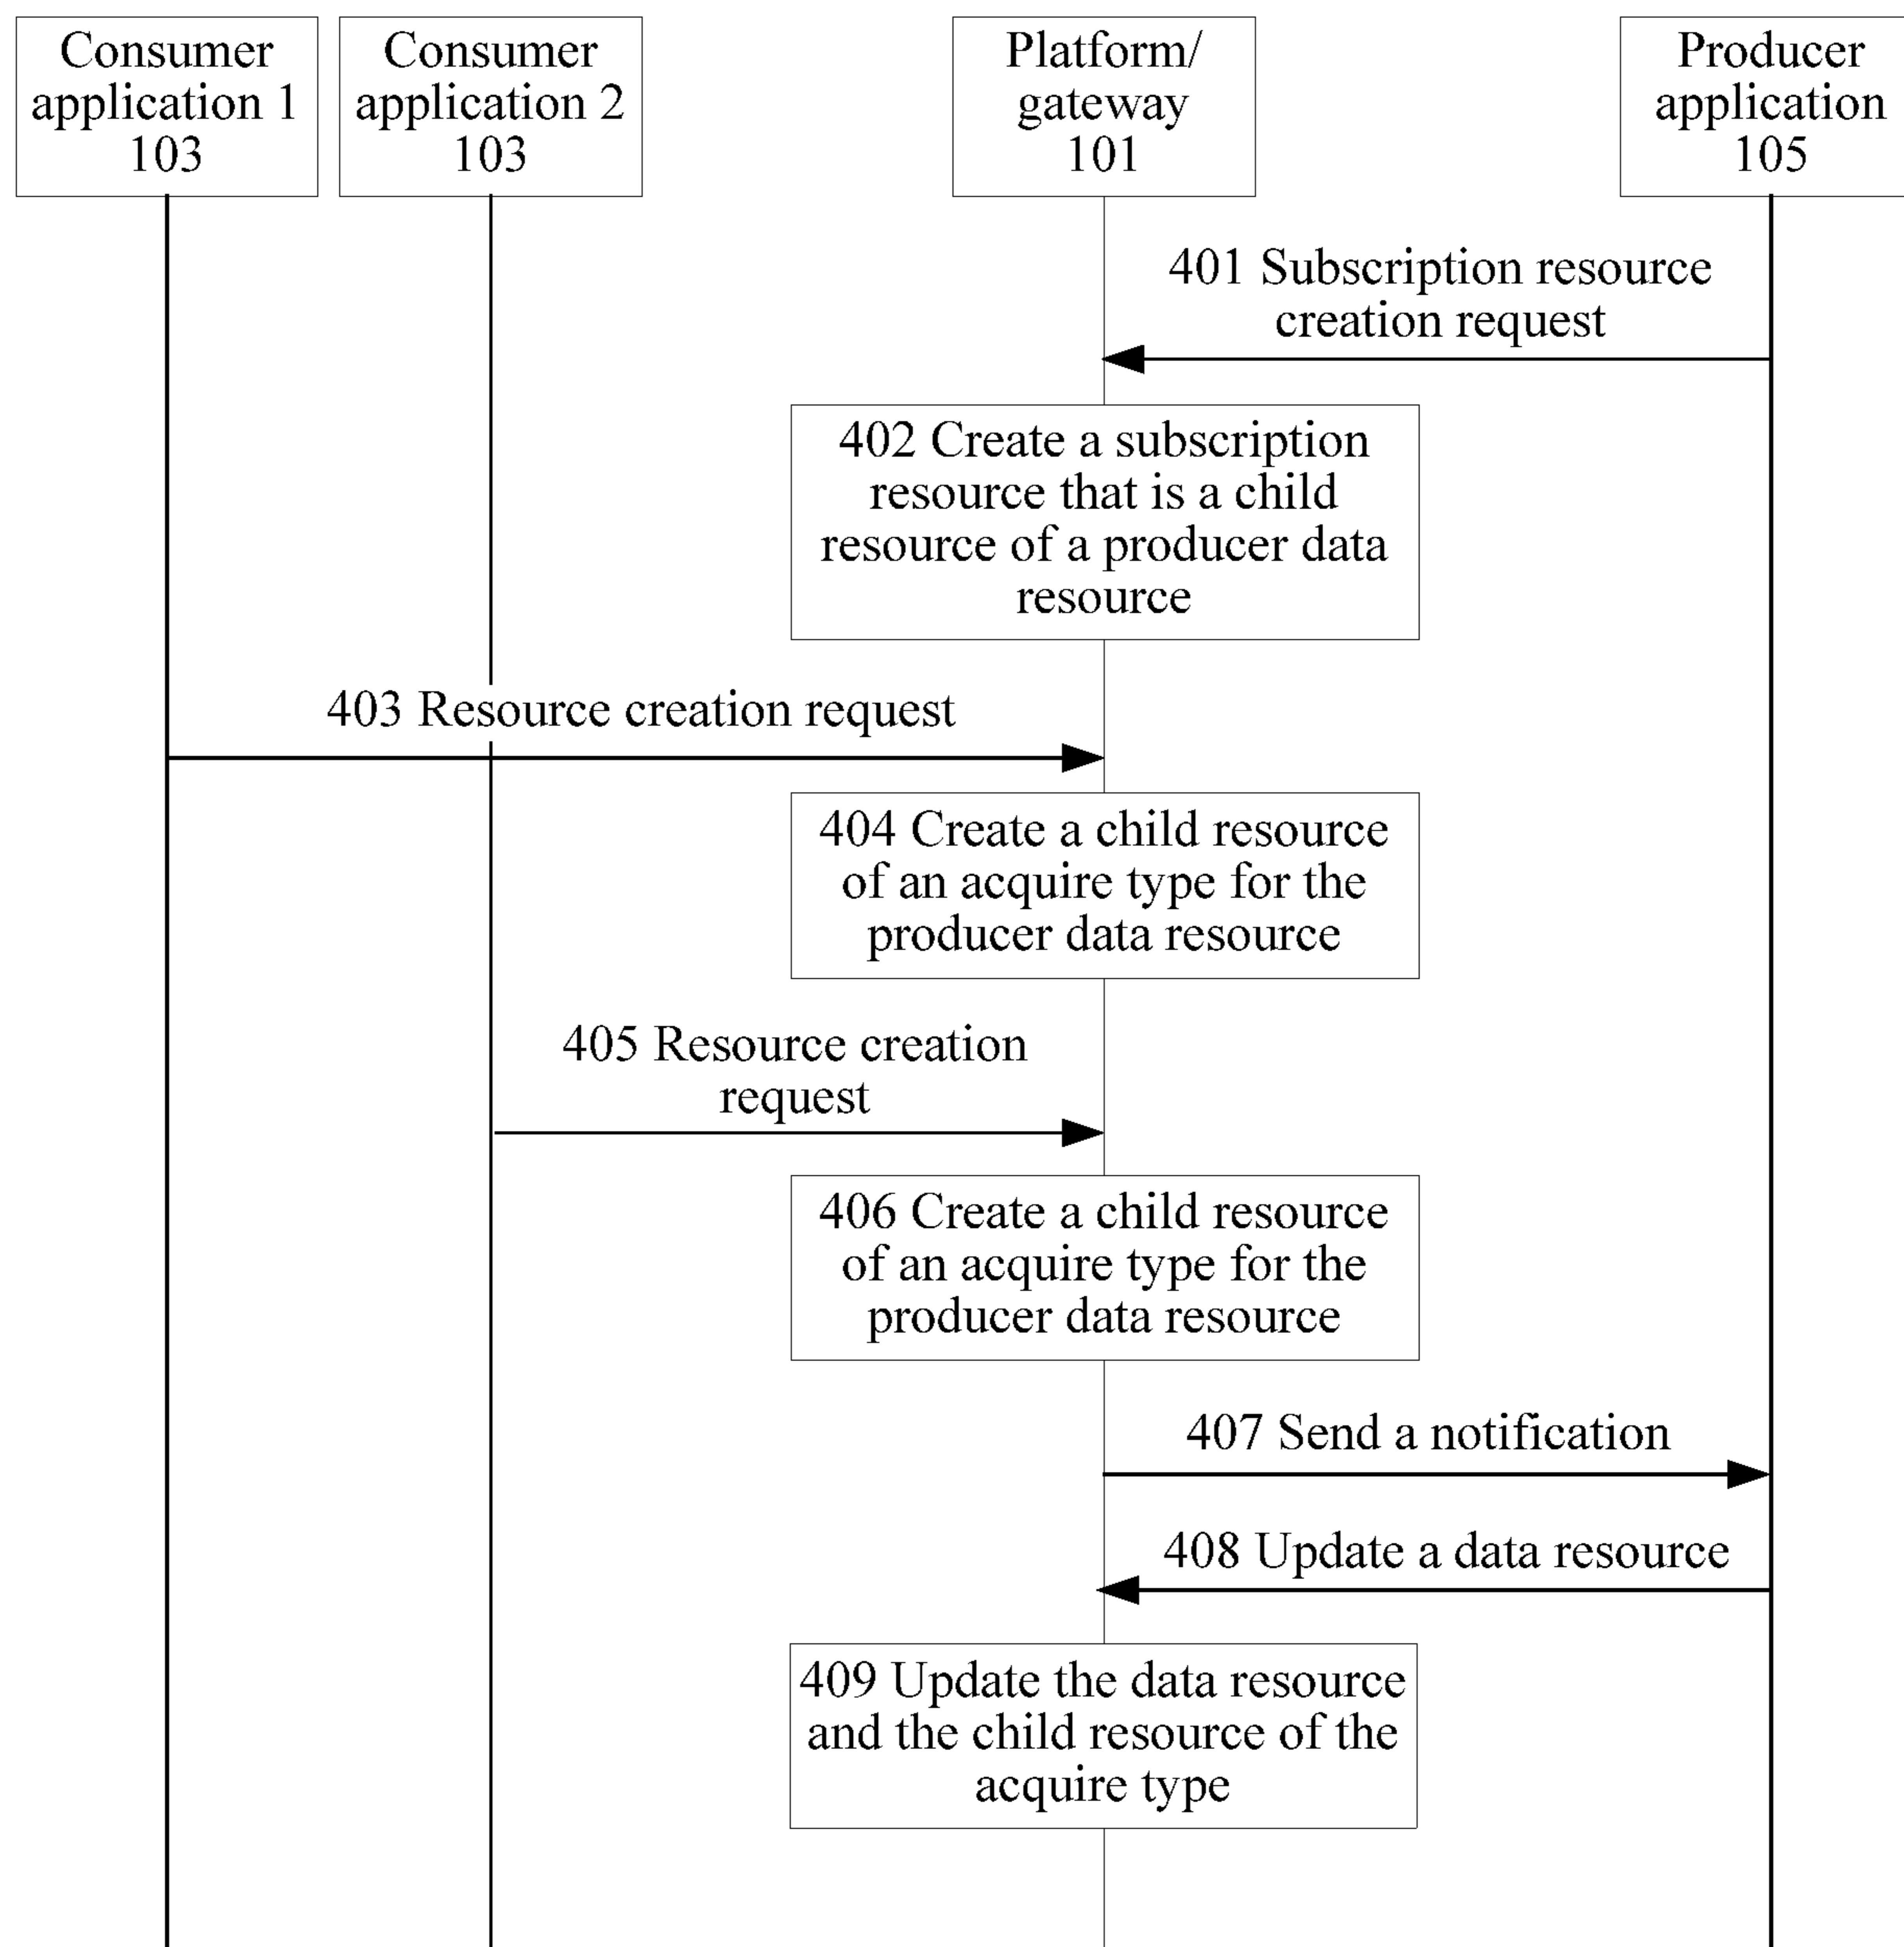 Consumer
application 1
103
Consumer
application 2
103
Platform/
gateway
101
Producer
application
105
401 Subscription resource
creation request
402 Create a subscription
resource that is a child
resource of a producer data
resource
403 Resource creation request
404 Create a child resource
of an acquire type for the
producer data resource
405 Resource creation
request
406 Create a child resource
of an acquire type for the
producer data resource
407 Send a notification
408 Update a data resource
409 Update the data resource
and the child resource of the
acquire type